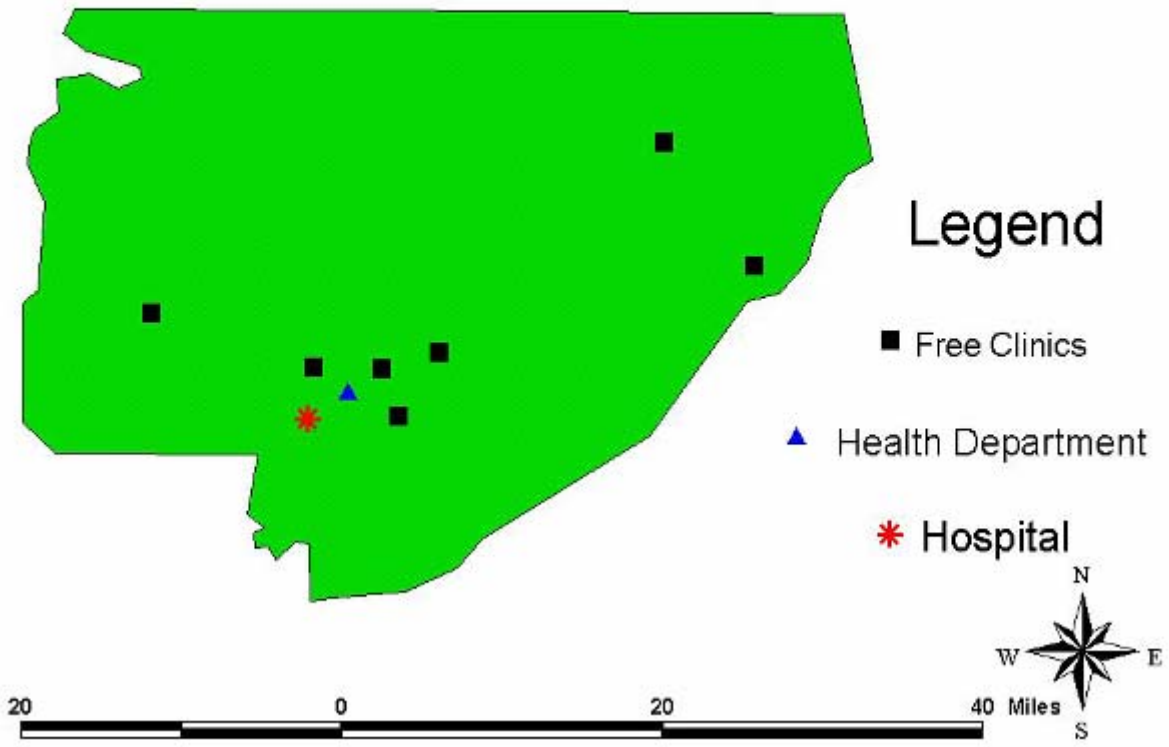 Legend
Free Clinics
Health Department
Hospital
N
W E
S
20 0 20 40 Miles